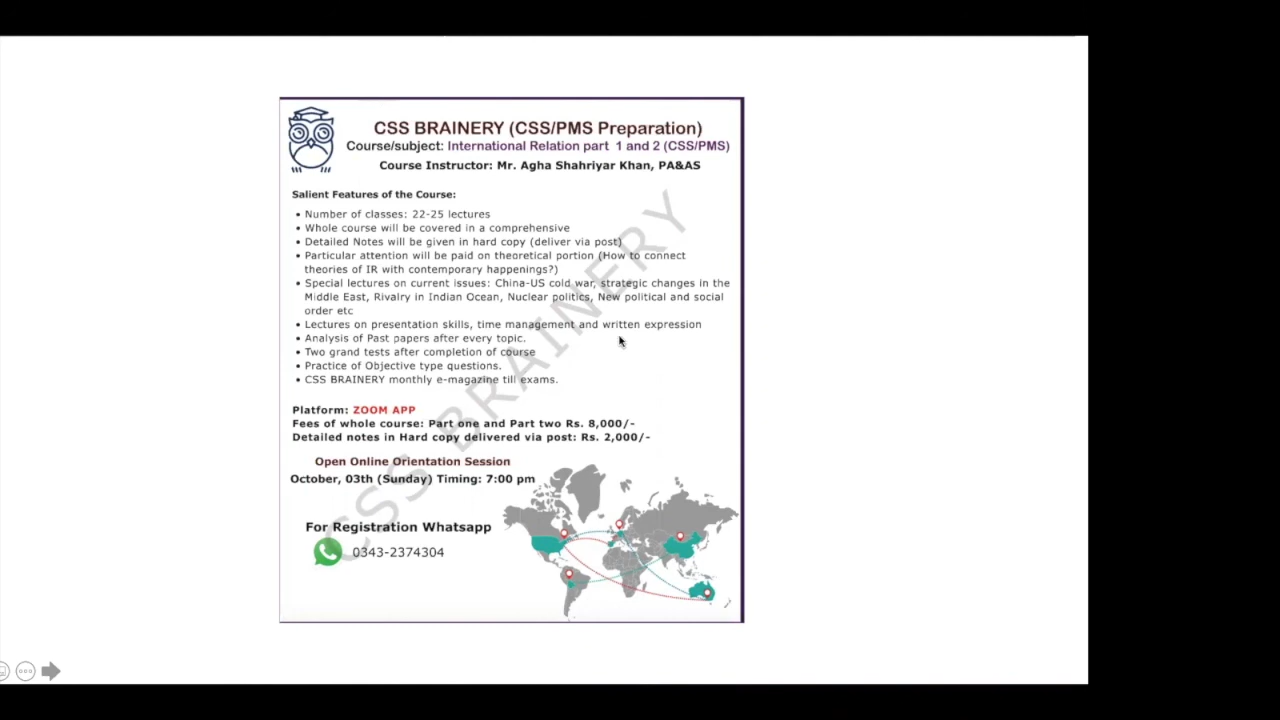 CSS BRAINERY (CSS/PMS Preparation)
Course/subject: International Relation part 1 and 2 (CSS/PMS)
Course Instructor: Mr. Agha Shahriyar Khan, PA&AS
Salient Features of the Course:
• Number of classes: 22-25 lectures
• Whole course will be covered in a comprehensive
• Detailed Notes will be given in hard copy (deliver via post)
• Particular attention will be paid on theoretical portion (How to connect
theories of IR with contemporary happenings?)
• Special lectures on current issues: China-US cold war, strategic changes in the
Middle East, Rivalry in Indian Ocean, Nuclear politics, New political and social
order etc
• Lectures on presentation skills, time management and written expression
• Analysis of Past papers after every topic.
• Two grand tests after completion of course
• Practice of Objective type questions.
• CSS BRAINERY monthly e-magazine till exams.
Platform: ZOOM APP
Fees of whole course: Part one and Part two Rs. 8,000/-
Detailed notes in Hard copy delivered via post: Rs. 2,000/-
Open Online Orientation Session
October, 03th (Sunday) Timing: 7:00 pm
For Registration Whatsapp
0343-2374304
CSS BRAINERY